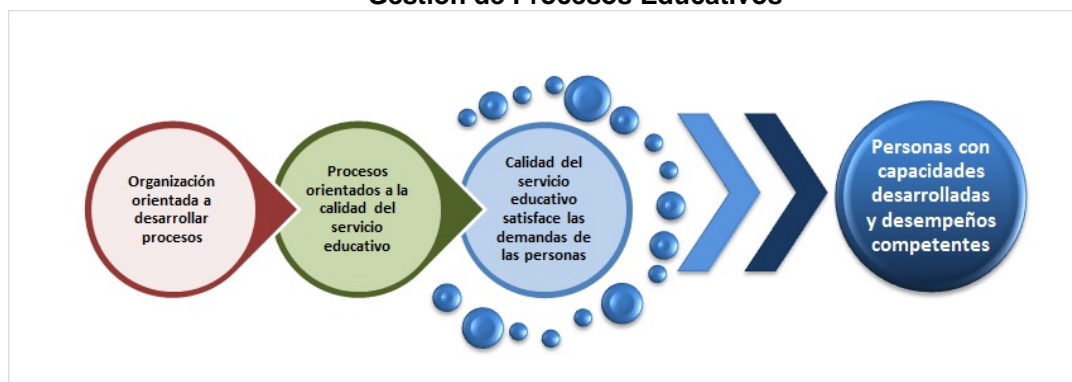 Gestión de Procesos Educativos
Organización
orientada a
desarrollar
procesos
Procesos
orientados a la
calidad del
servicio
educativo
Calidad del
servicio
educativo
satisface las
demandas de
las personas
Personas con
capacidades
desarrolladas
y desempeños
competentes